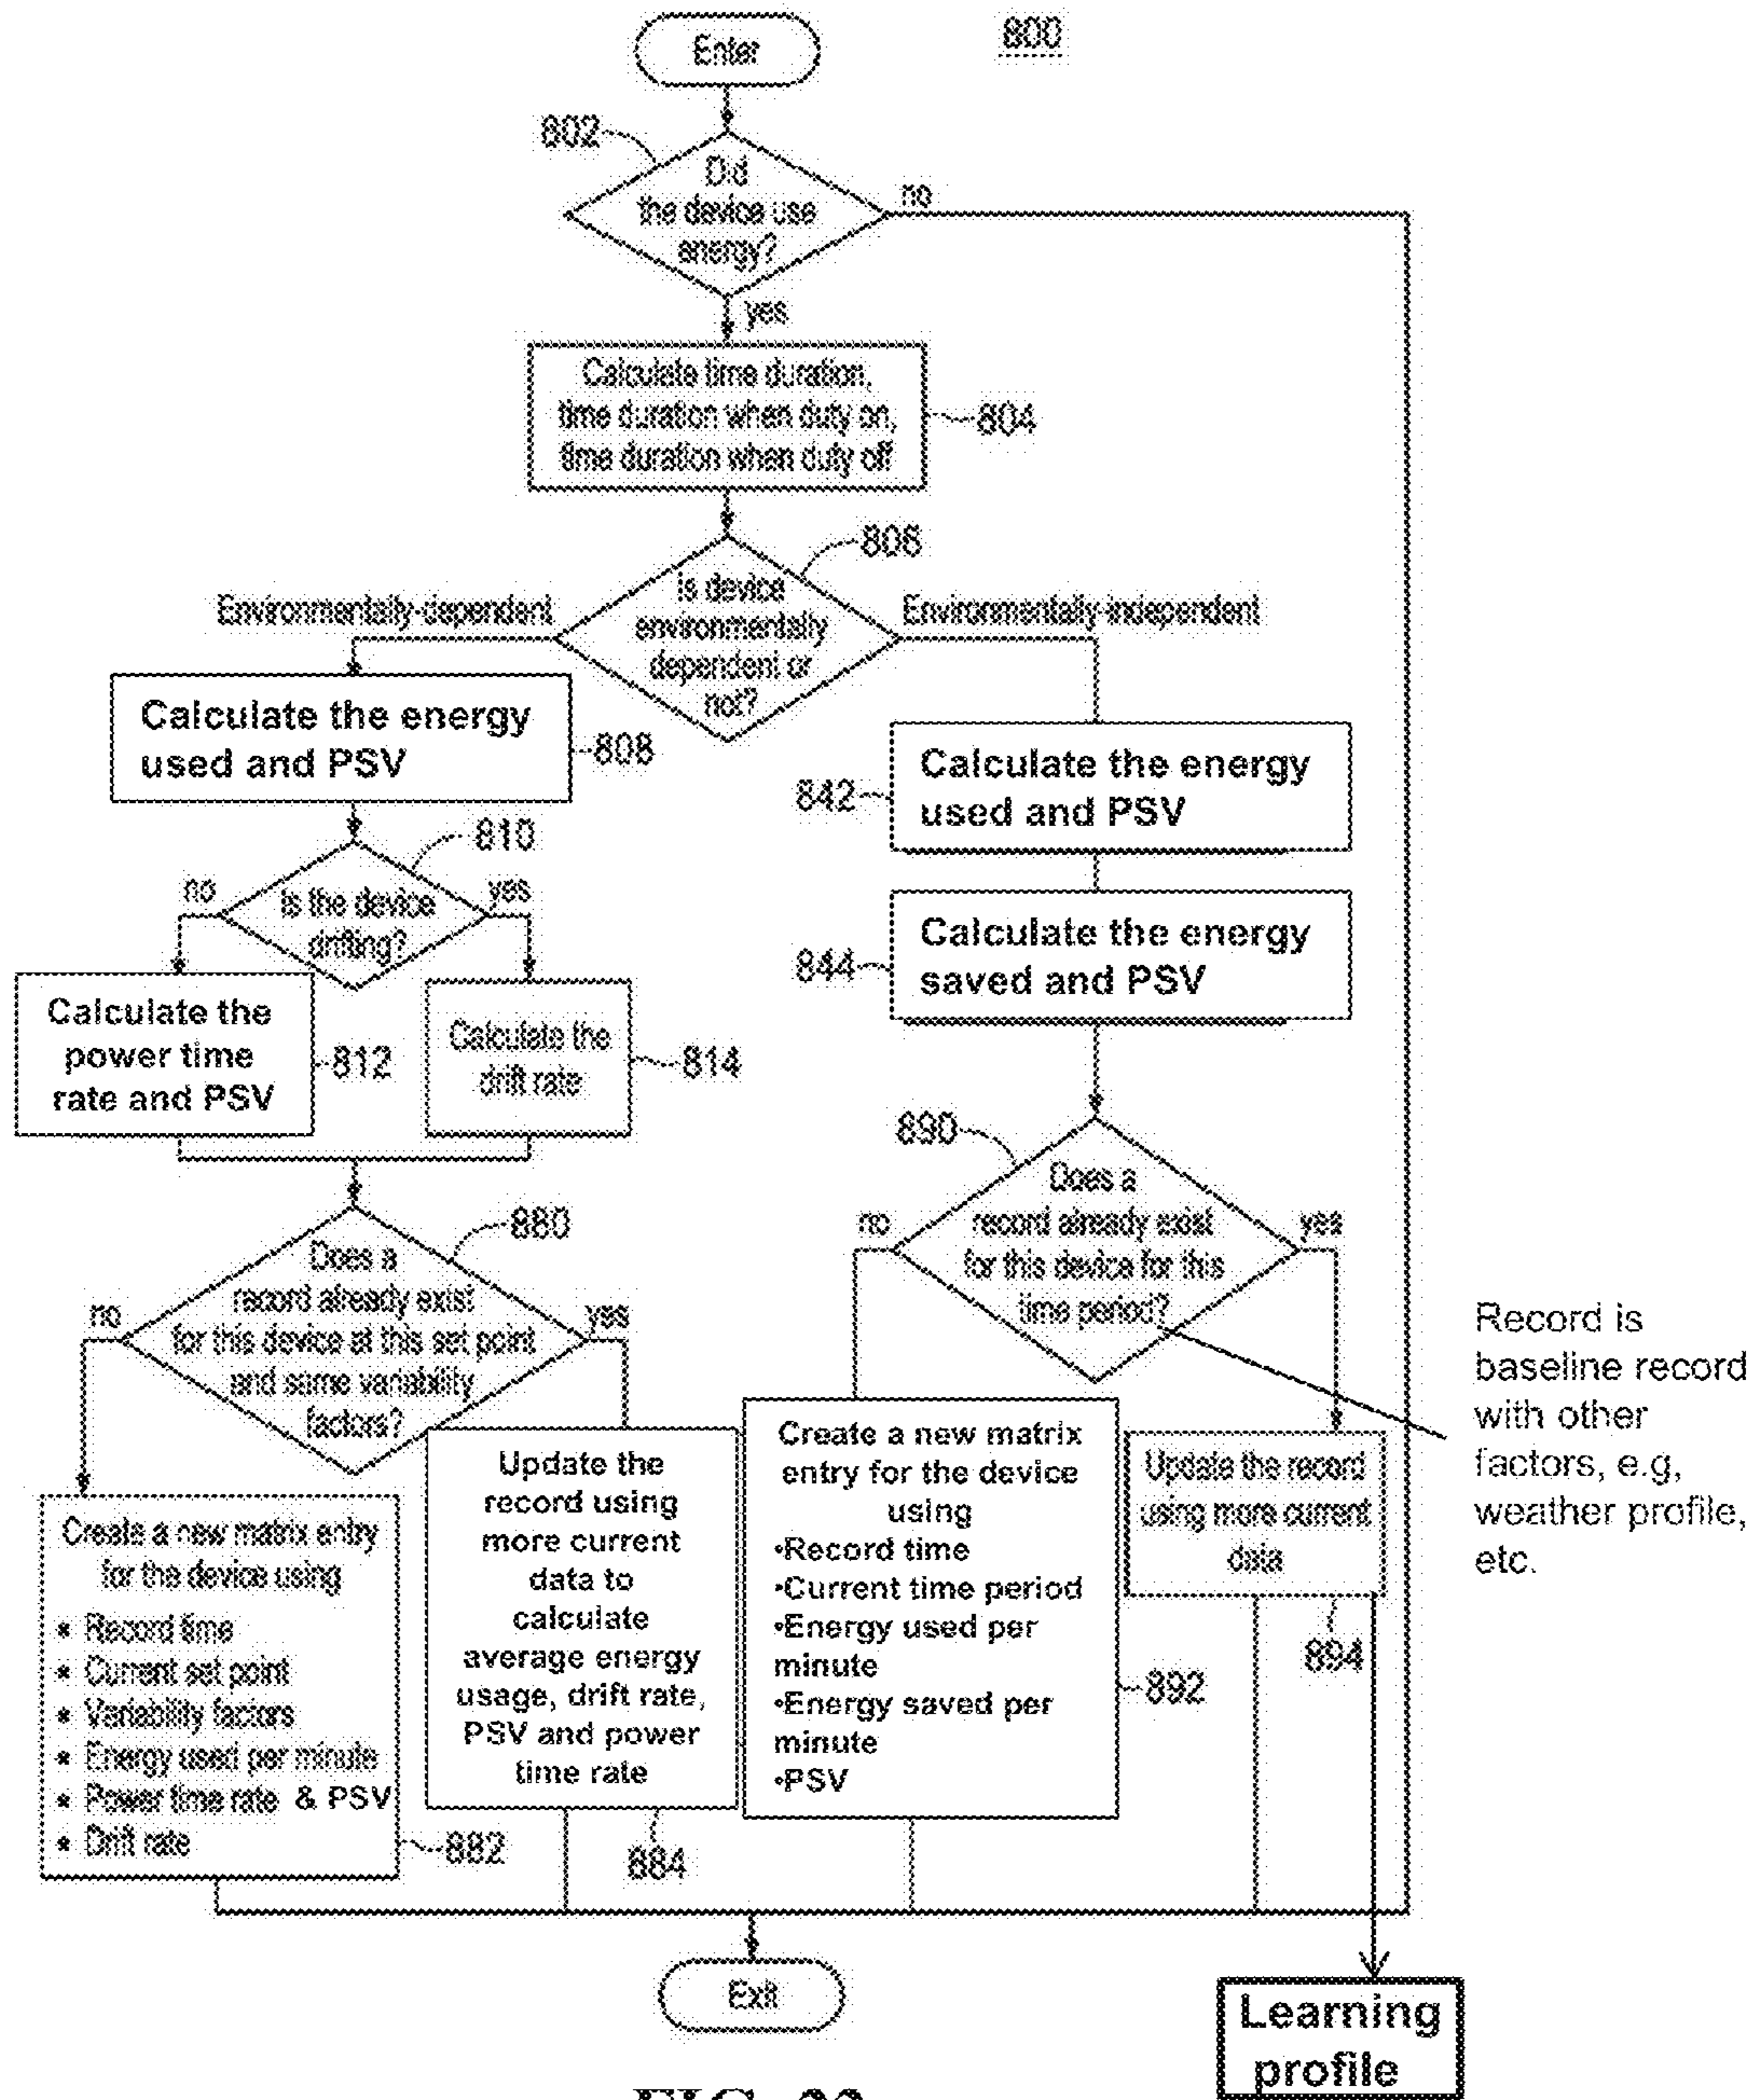 Enter
800
802
Did
the device use
energy?
no
yes
Calculate time duration,
time duration when duty on,
time duration when duty off
804
806
Is device
environmentally
dependent or
not?
Environmentally-dependent
Environmentally-independent
Calculate the energy
used and PSV
808
842
Calculate the energy
used and PSV
810
no
yes
Is the device
drifting?
844
Calculate the energy
saved and PSV
Calculate the
power time
rate and PSV
812
Calculate the
drift rate
814
890
Does a
record already exist
for this device for this
time period?
no
yes
880
Does a
record already exist
for this device at this set point
and same variability
factors?
no
yes
Record is
baseline record
with other
factors, e.g,
weather profile,
etc.
Create a new matrix entry
for the device using
* Record time
* Current set point
* Variability factors
* Energy used per minute
* Power time rate & PSV
* Drift rate
882
Update the
record using
more current
data to
calculate
average energy
usage, drift rate,
PSV and power
time rate
884
Create a new matrix
entry for the device
using
•Record time
•Current time period
•Energy used per
minute
•Energy saved per
minute
•PSV
892
Update the record
using more current
data
894
Exit
Learning
profile